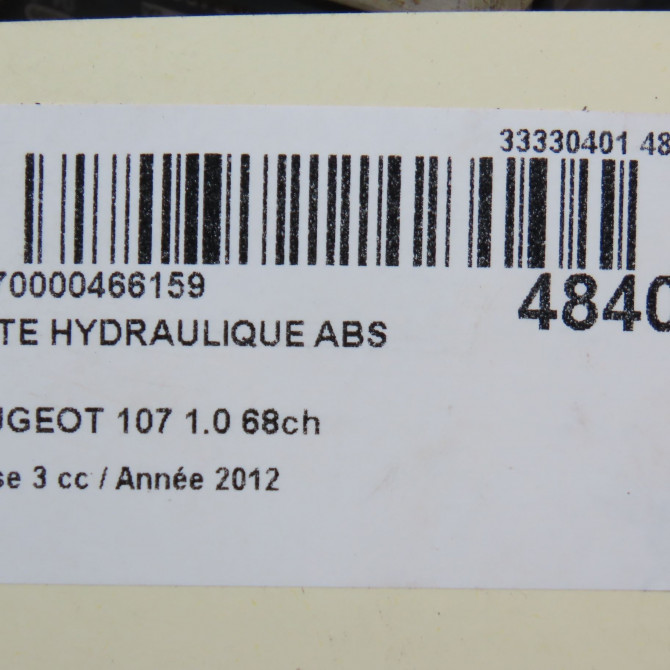 33330401 48
70000466159
4840
TE HYDRAULIQUE ABS
UGEOT 107 1.0 68ch
se 3 cc / Année 2012